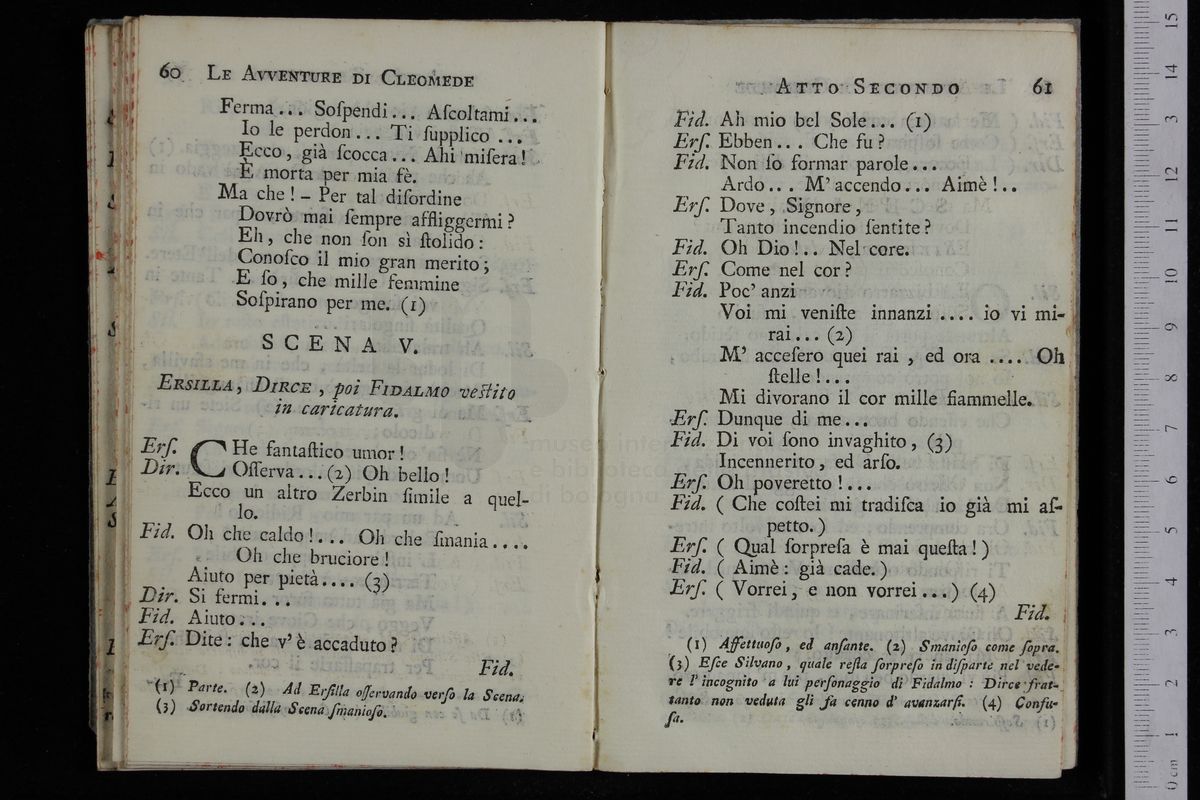 60 LE AVVENTURE DI CLEOMEDE
Ferma ... Soſpendi... Aſcoltami...
Io le perdon... Ti ſupplico ...
Ecco, già ſcocca... Ahi miſera!
È morta per mia fè.
Ma che! – Per tal diſordine
Dovrò mai ſempre affliggermi?
Eh, che non ſon sì ſtolido:
Conoſco il mio gran merito;
E ſò, che mille femmine
Soſpirano per me. (1)
SCENA V.
ERSILLA, DIRCE, poi FIDALMO veſtito
in caricatura.
Erſ. CHe fantaſtico umor!
Dir. Oſſerva... (2) Oh bello!
Ecco un altro Zerbin ſimile a quel-
lo.
Fid. Oh che caldo!... Oh che ſmania....
Oh che bruciore!
Aiuto per pietà.... (3)
Dir. Si fermi...
Fid. Aiuto...
Erſ. Dite: che v'è accaduto?
Fid.
(1) Parte. (2) Ad Erſilla oſſervando verſo la Scena.
(3) Sortendo dalla Scena ſmanioſo.
ATTO SECONDO 61
Fid. Ah mio bel Sole... (1)
Erſ. Ebben... Che fu?
Fid. Non ſo formar parole...
Ardo... M'accendo... Aimè!..
Erſ. Dove, Signore,
Tanto incendio ſentite?
Fid. Oh Dio!.. Nel core.
Erſ. Come nel cor?
Fid. Poc'anzi
Voi mi veniſte innanzi .... io vi mi-
rai... (2)
M'acceſero quei rai, ed ora .... Oh
ſtelle!...
Mi divorano il cor mille fiammelle.
Erſ. Dunque di me...
Fid. Di voi ſono invaghito, (3)
Incennerito, ed arſo.
Erſ. Oh poveretto!...
Fid. (Che coſtei mi tradiſca io già mi aſ-
petto.)
Erſ. (Qual ſorpreſa è mai queſta!)
Fid. (Aimè: già cade.)
Erſ. (Vorrei, e non vorrei...) (4)
Fid.
(1) Affettuoſo, ed anſante. (2) Smanioſo come ſopra.
(3) Eſce Silvano, quale reſta ſorpreſo in diſparte nel vede-
re l'incognito a lui perſonaggio di Fidalmo: Dirce frat-
tanto non veduta gli fa cenno d'avanzarſi. (4) Confu-
ſa.